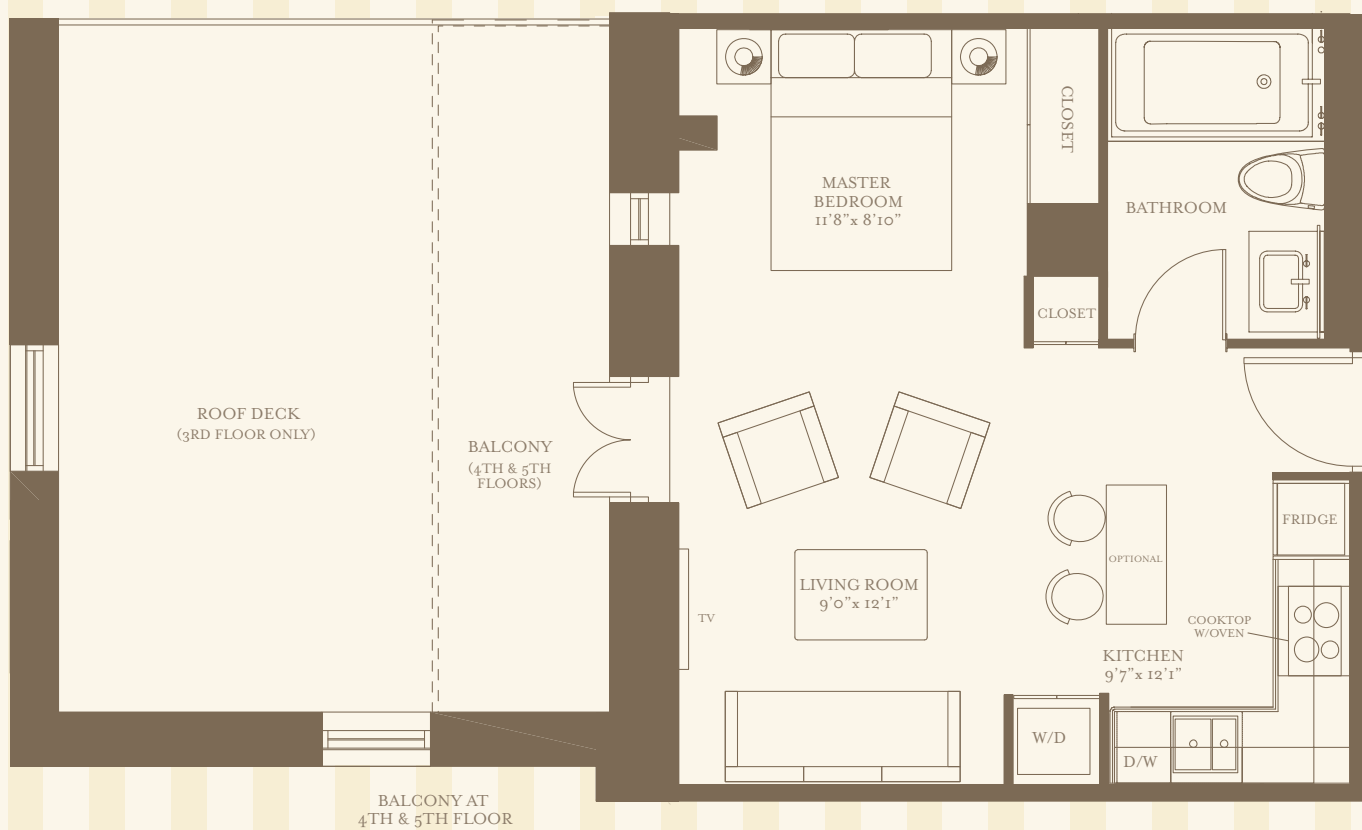 CLOSET
MASTER
BEDROOM
11'8"x 8'10"
BATHROOM
CLOSET
ROOF DECK
(3RD FLOOR ONLY)
BALCONY
(4TH & 5TH
FLOORS)
FRIDGE
OPTIONAL
LIVING ROOM
9'0"x 12'1"
TV
COOKTOP
W/OVEN
KITCHEN
9'7"x 12'1"
W/D
D/W
BALCONY AT
4TH & 5TH FLOOR